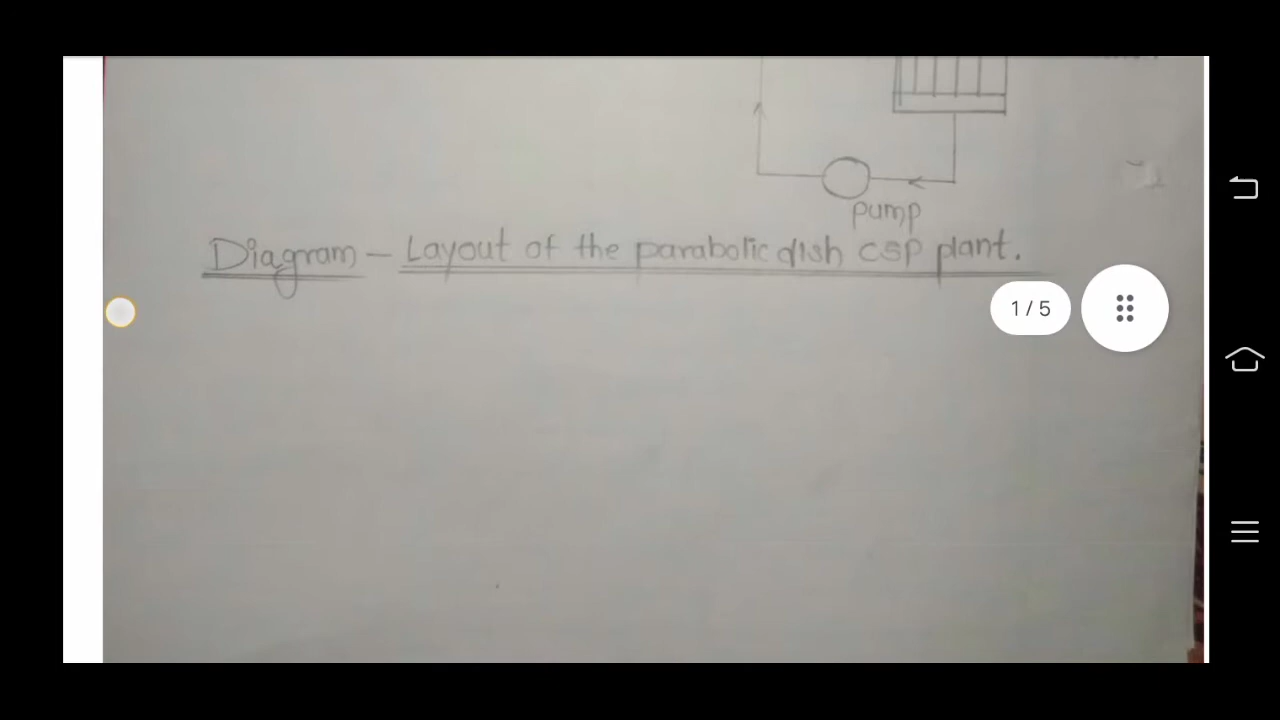 pump
Diagram – Layout of the parabolic dish CSP plant.
1 / 5